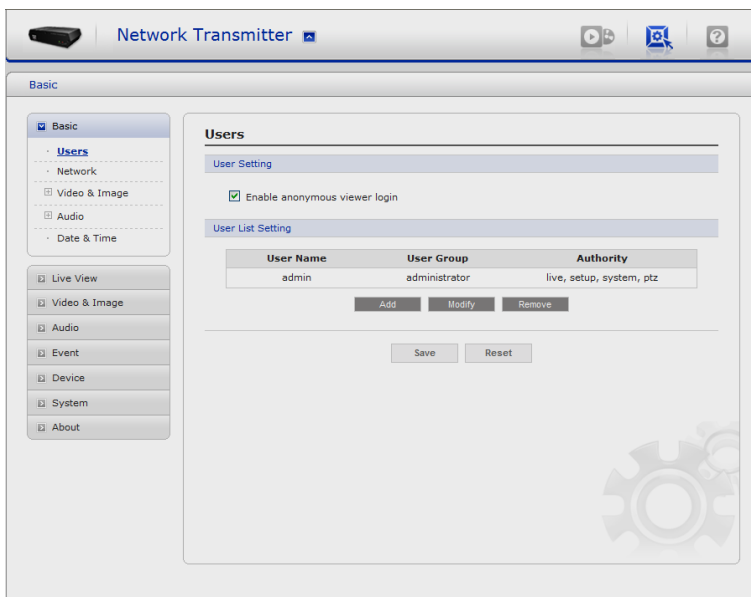 Network Transmitter
Basic
Basic
Users
Network
Video & Image
Audio
Date & Time
Live View
Video & Image
Audio
Event
Device
System
About
Users
User Setting
Enable anonymous viewer login
User List Setting
User Name User Group Authority
admin administrator live, setup, system, ptz
Add Modify Remove
Save Reset